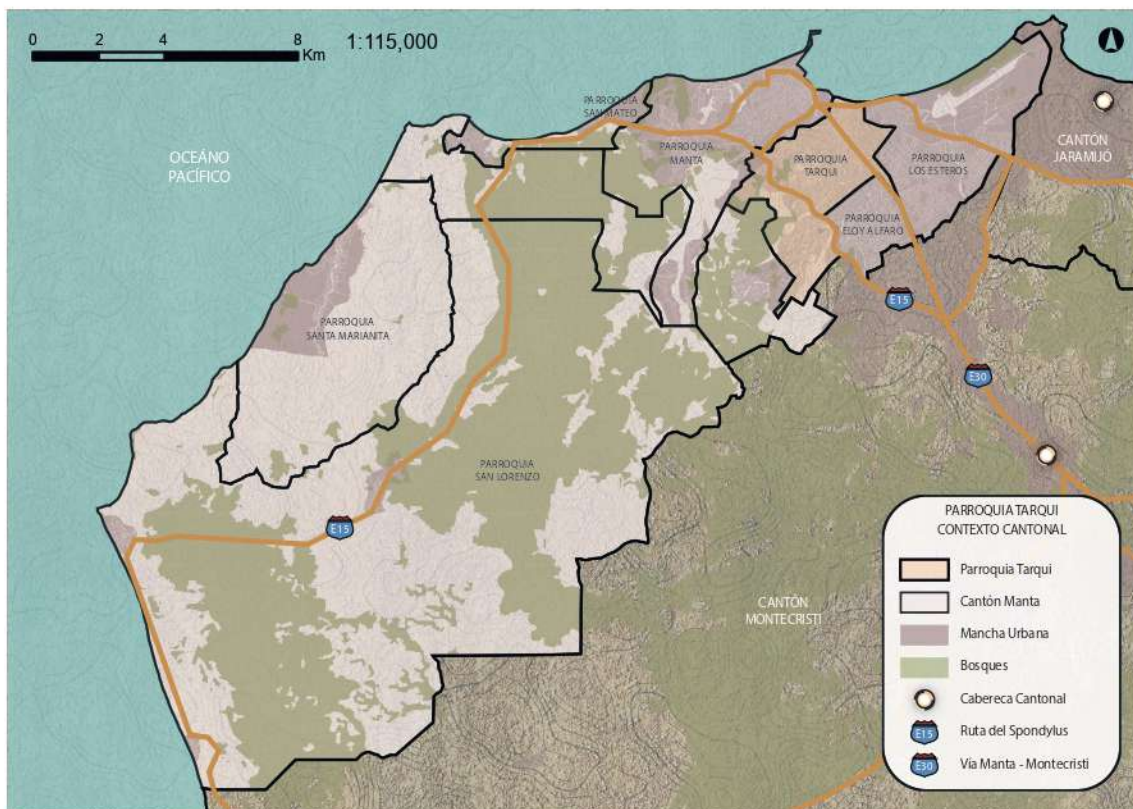 0 2 4 8
Km
1:115,000
OCEÁNO
PACÍFICO
PARROQUIA
SAN MATEO
PARROQUIA
MANTA
PARROQUIA
TARQUI
PARROQUIA
LOS ESTEROS
CANTÓN
JARAMIJÓ
PARROQUIA
ELOY ALFARO
E15
PARROQUIA
SANTA MARIANITA
E30
PARROQUIA
SAN LORENZO
E15
CANTÓN
MONTECRISTI
PARROQUIA TARQUI
CONTEXTO CANTONAL
Parroquia Tarqui
Cantón Manta
Mancha Urbana
Bosques
Cabereca Cantonal
E15 Ruta del Spondylus
E30 Vía Manta - Montecristi